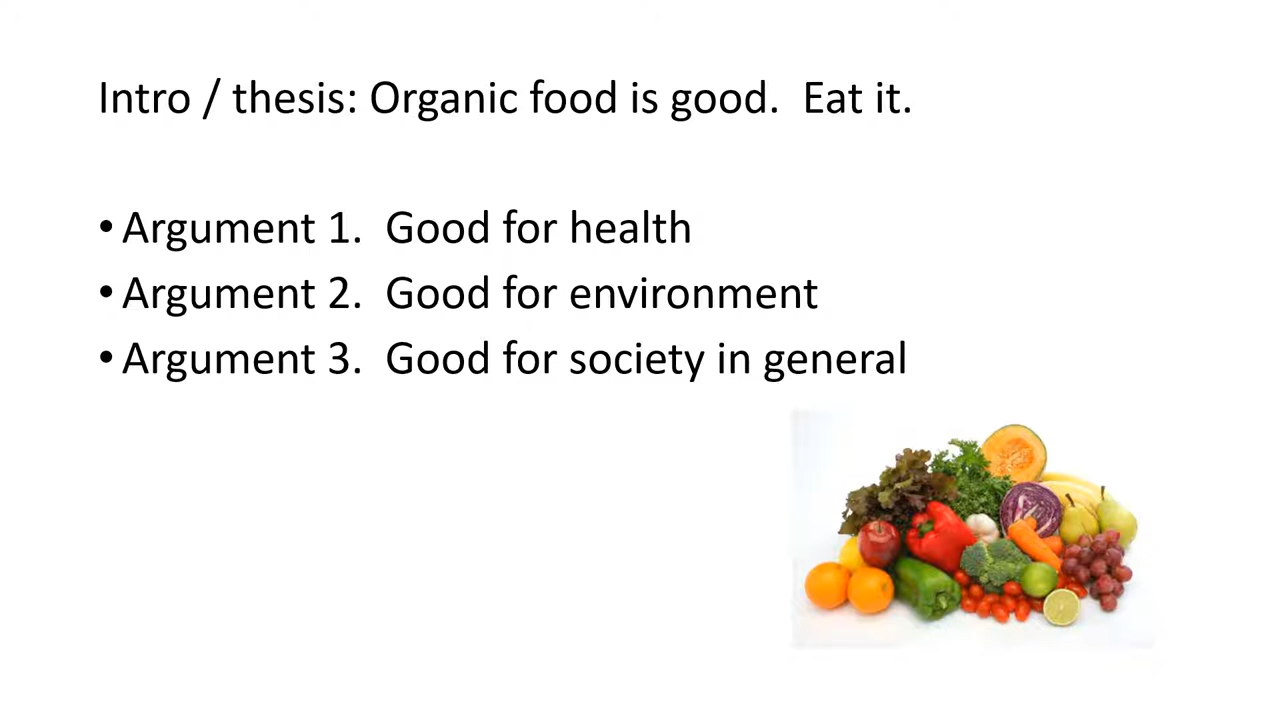 Intro / thesis: Organic food is good.  Eat it.
• Argument 1.  Good for health
• Argument 2.  Good for environment
• Argument 3.  Good for society in general